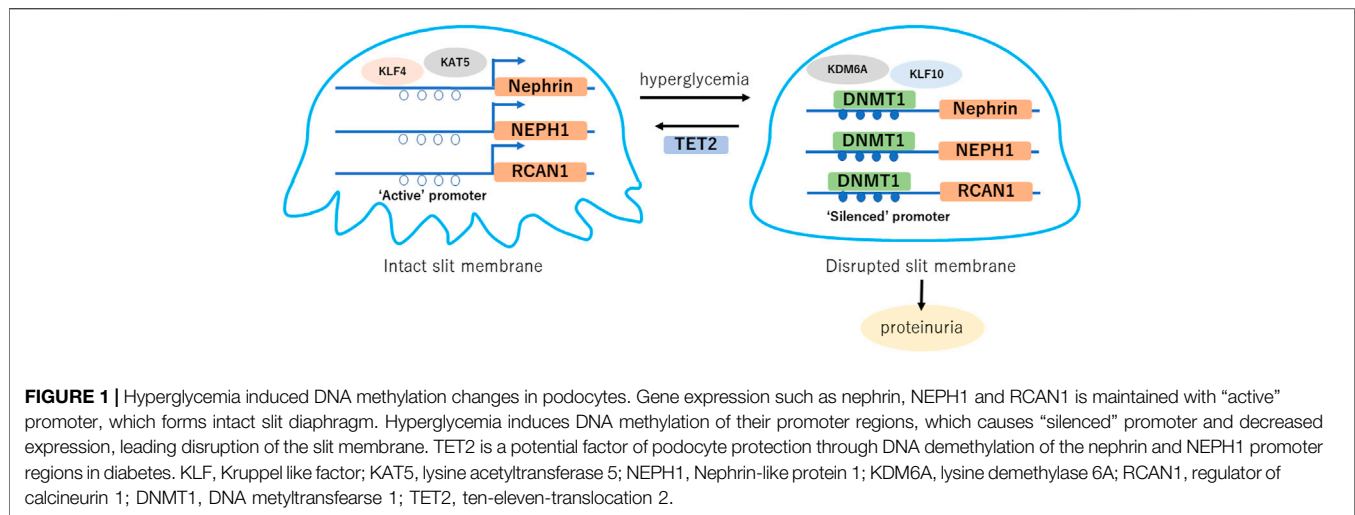 KLF4
KAT5
Nephrin
NEPH1
RCAN1
'Active' promoter
Intact slit membrane
hyperglycemia
TET2
KDM6A
KLF10
DNMT1
Nephrin
DNMT1
NEPH1
DNMT1
RCAN1
'Silenced' promoter
Disrupted slit membrane
proteinuria
FIGURE 1 | Hyperglycemia induced DNA methylation changes in podocytes. Gene expression such as nephrin, NEPH1 and RCAN1 is maintained with “active”
promoter, which forms intact slit diaphragm. Hyperglycemia induces DNA methylation of their promoter regions, which causes “silenced” promoter and decreased
expression, leading disruption of the slit membrane. TET2 is a potential factor of podocyte protection through DNA demethylation of the nephrin and NEPH1 promoter
regions in diabetes. KLF, Kruppel like factor; KAT5, lysine acetyltransferase 5; NEPH1, Nephrin-like protein 1; KDM6A, lysine demethylase 6A; RCAN1, regulator of
calcineurin 1; DNMT1, DNA metyltransfearse 1; TET2, ten-eleven-translocation 2.